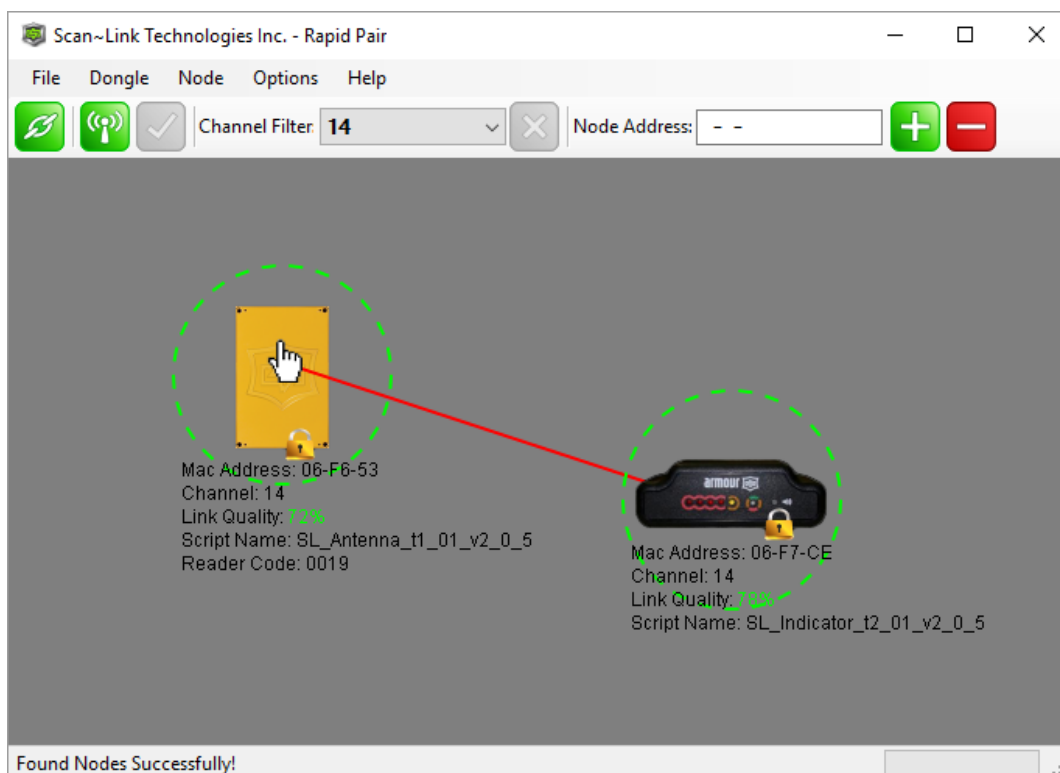 Scan~Link Technologies Inc. - Rapid Pair
File Dongle Node Options Help
Channel Filter: 14 Node Address: - -
Mac Address: 06-F6-53
Channel: 14
Link Quality: 72%
Script Name: SL_Antenna_t1_01_v2_0_5
Reader Code: 0019
armour
Mac Address: 06-F7-CE
Channel: 14
Link Quality: 78%
Script Name: SL_Indicator_t2_01_v2_0_5
Found Nodes Successfully!